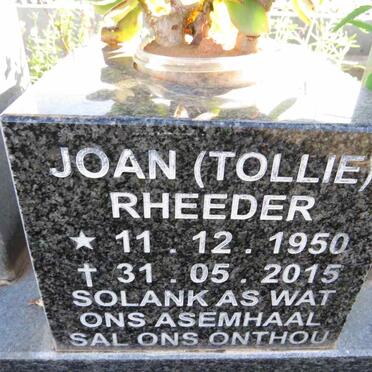 JOAN (TOLLIE)
RHEEDER
★ 11 . 12 . 1950
† 31 . 05 . 2015
SOLANK AS WAT
ONS ASEMHAAL
SAL ONS ONTHOU